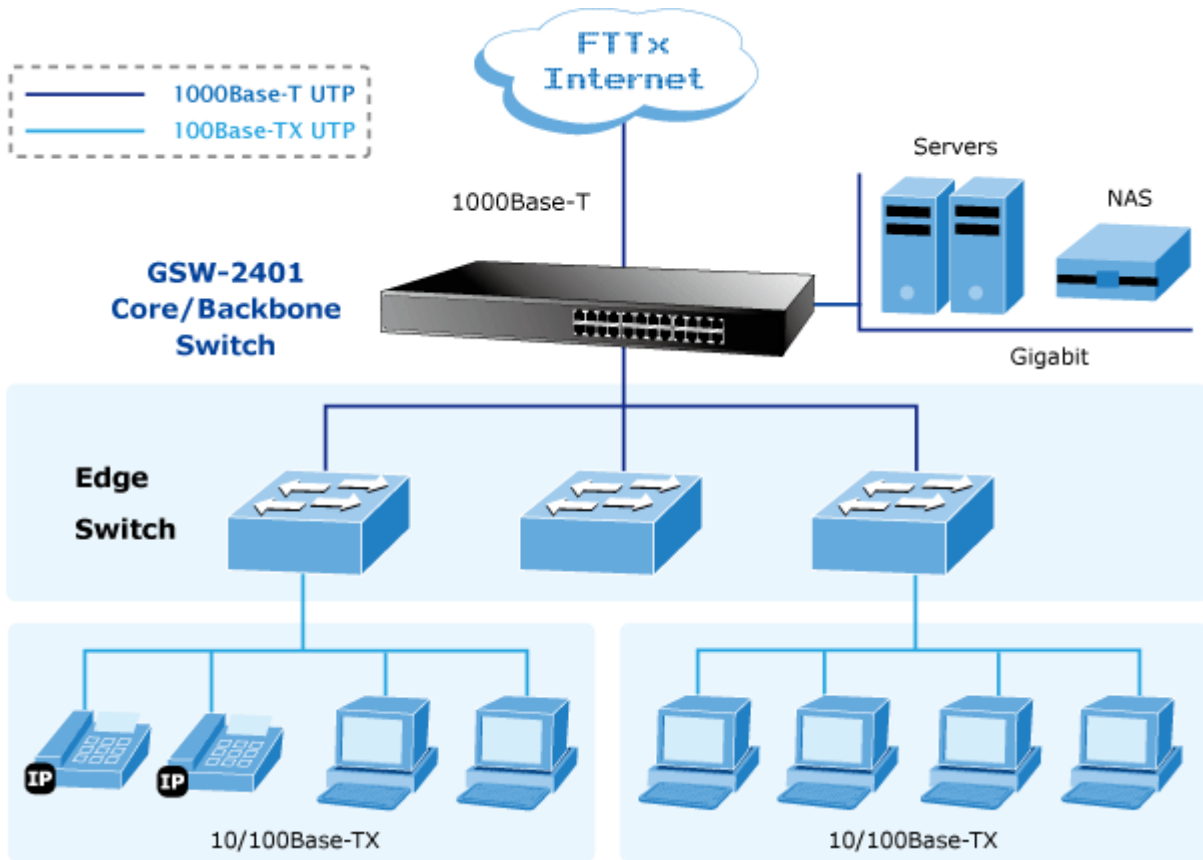 FTTx
Internet
1000Base-T UTP
100Base-TX UTP
Servers
NAS
1000Base-T
GSW-2401
Core/Backbone
Switch
Gigabit
Edge
Switch
IP
IP
10/100Base-TX
10/100Base-TX